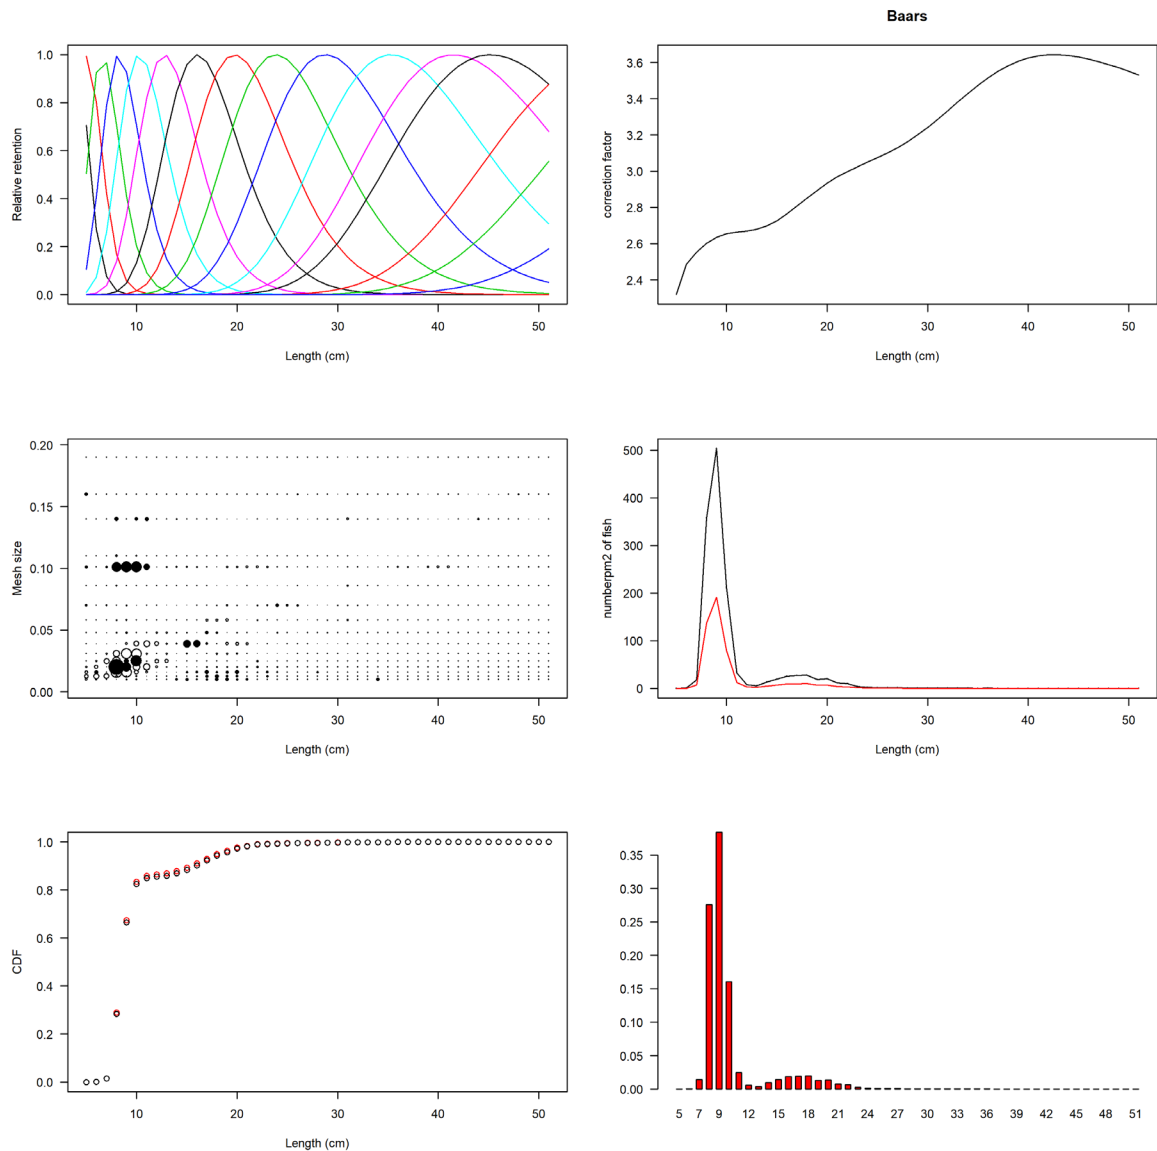 Baars
1.0
0.8
0.6
0.4
0.2
0.0
Relative retention
10 20 30 40 50
Length (cm)
3.6
3.4
3.2
3.0
2.8
2.6
2.4
correction factor
10 20 30 40 50
Length (cm)
0.20
0.15
0.10
0.05
0.00
Mesh size
10 20 30 40 50
Length (cm)
500
400
300
200
100
0
numberpm2 of fish
10 20 30 40 50
Length (cm)
1.0
0.8
0.6
0.4
0.2
0.0
CDF
10 20 30 40 50
Length (cm)
0.35
0.30
0.25
0.20
0.15
0.10
0.05
0.00
5 7 9 12 15 18 21 24 27 30 33 36 39 42 45 48 51